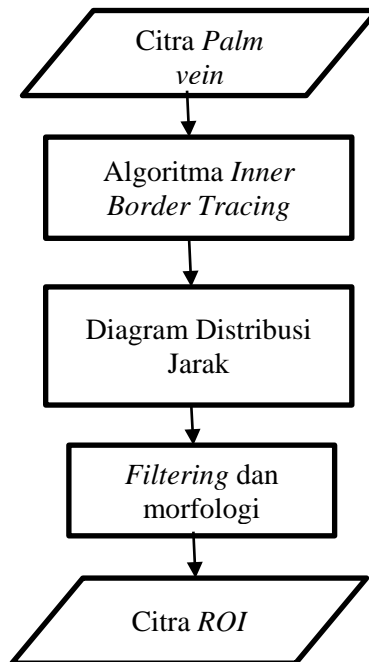 Citra Palm
vein
Algoritma Inner
Border Tracing
Diagram Distribusi
Jarak
Filtering dan
morfologi
Citra ROI